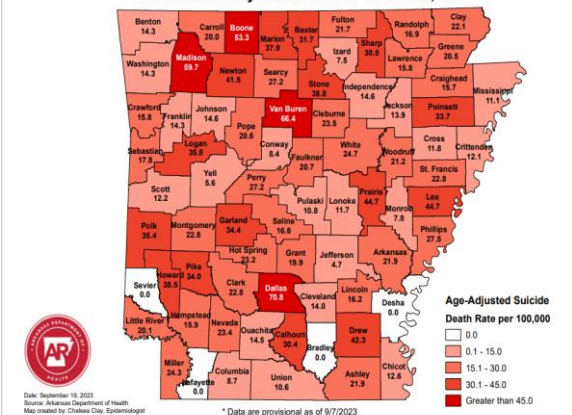 Benton
14.3
Carroll
20.0
Boone
53.3
Marion
37.9
Baxter
31.7
Fulton
21.7
Randolph
16.9
Clay
22.1
Washington
14.3
Madison
59.7
Newton
41.5
Searcy
27.2
Stone
38.8
Izard
7.5
Sharp
30.8
Lawrence
15.8
Greene
20.5
Independence
14.6
Jackson
13.9
Craighead
15.7
Mississippi
11.1
Poinsett
33.7
Crawford
15.8
Franklin
14.3
Johnson
14.6
Pope
20.6
Van Buren
66.4
Cleburne
23.5
Conway
8.4
Sebastian
17.8
Logan
35.8
Faulkner
20.7
White
24.7
Woodruff
21.2
Cross
11.8
Crittenden
12.1
St. Francis
22.8
Scott
12.2
Yell
5.6
Perry
27.2
Pulaski
10.8
Lonoke
11.7
Prairie
44.7
Monroe
7.8
Lee
44.7
Phillips
27.5
Polk
35.4
Montgomery
22.8
Garland
34.4
Saline
16.6
Hot Spring
23.2
Grant
19.9
Jefferson
4.7
Arkansas
21.9
Sevier
0.0
Howard
38.5
Pike
34.0
Clark
22.8
Dallas
70.8
Cleveland
14.0
Lincoln
16.2
Desha
0.0
Little River
20.1
Hempstead
15.9
Nevada
23.4
Ouachita
14.5
Calhoun
30.4
Bradley
0.0
Drew
42.3
Miller
24.3
Lafayette
0.0
Columbia
8.7
Union
10.6
Ashley
21.9
Chicot
12.6
Age-Adjusted Suicide
Death Rate per 100,000
0.0
0.1 - 15.0
15.1 - 30.0
30.1 - 45.0
Greater than 45.0
ARKANSAS DEPARTMENT OF
AR
HEALTH
Date: September 19, 2023
Source: Arkansas Department of Health
Map created by: Chelsea Clay, Epidemiologist
* Data are provisional as of 9/7/2023